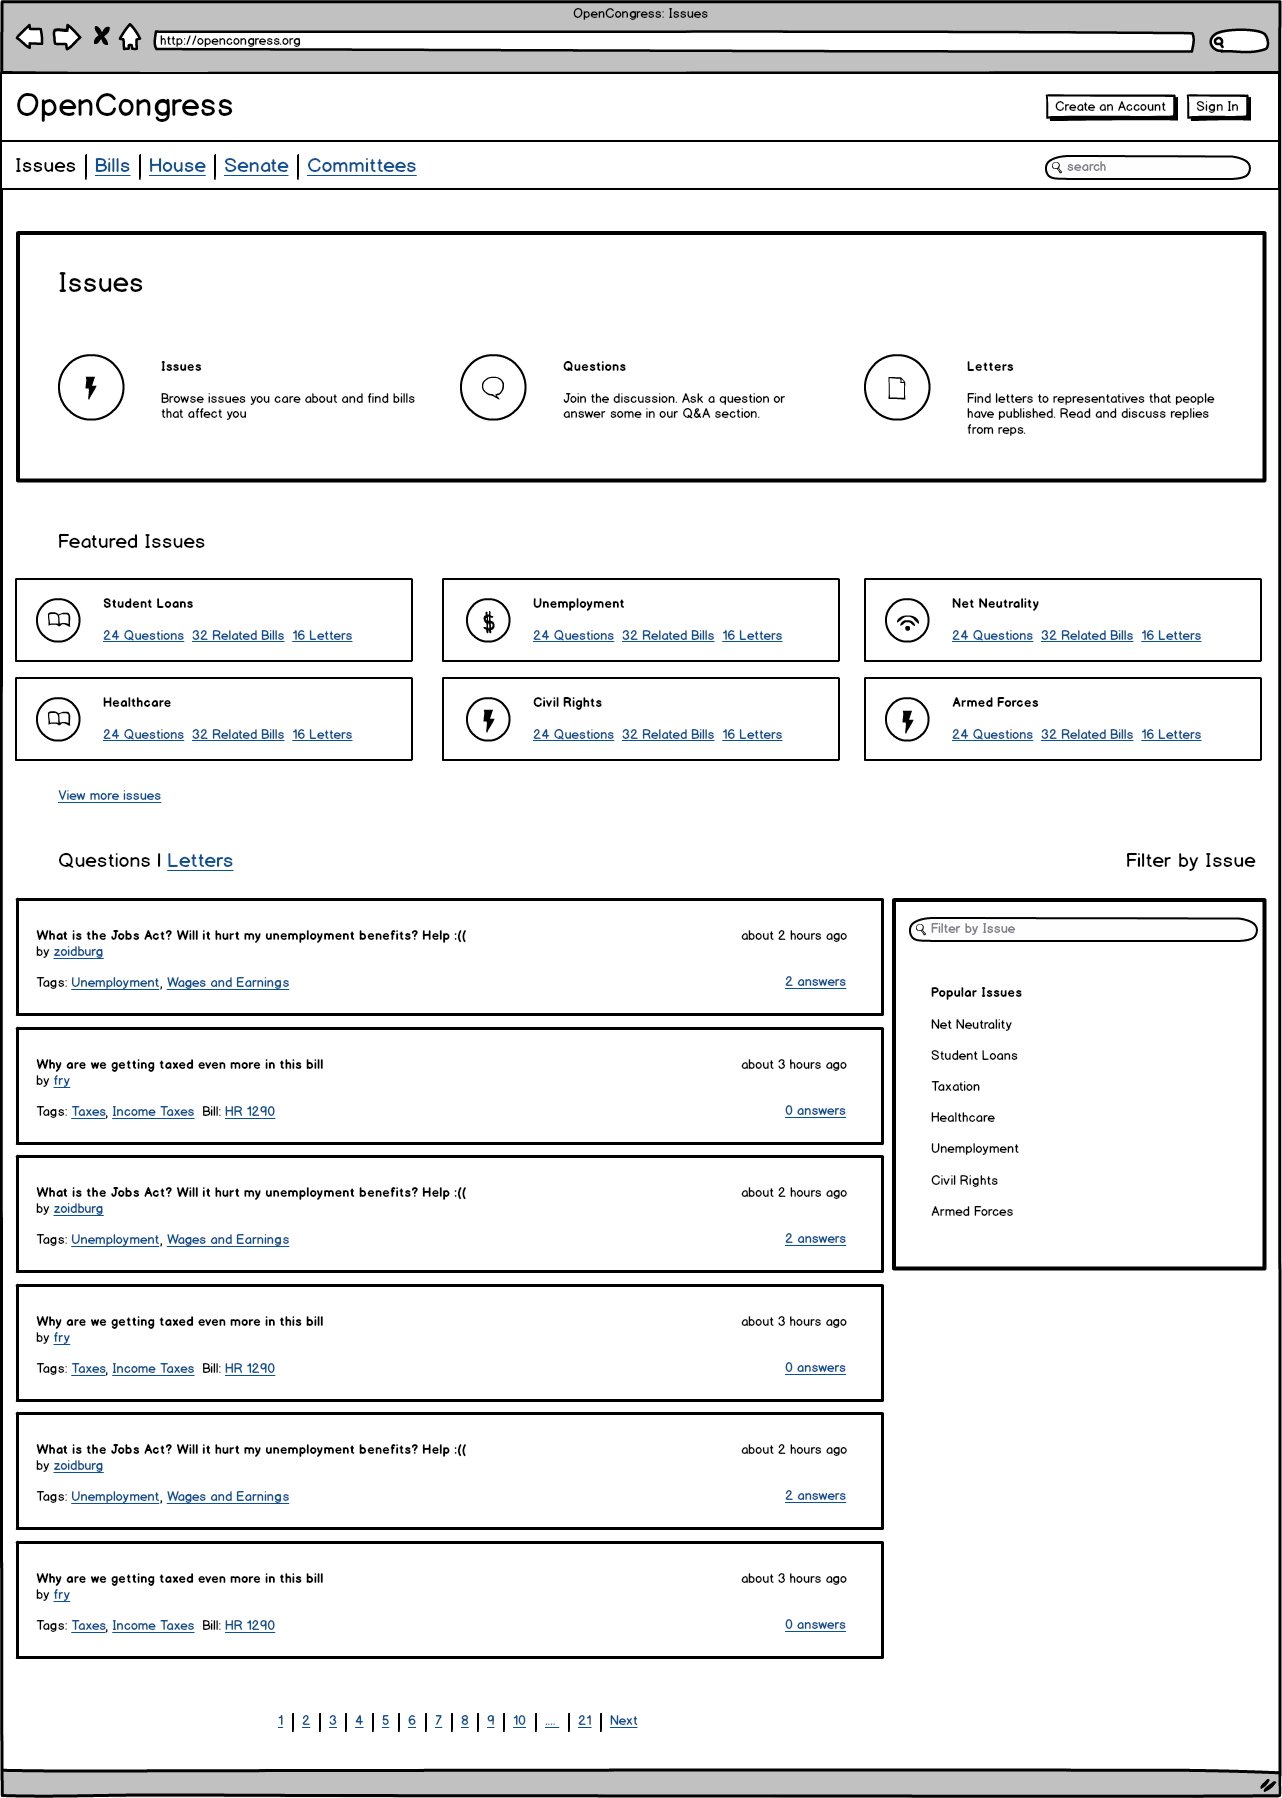 OpenCongress: Issues
http://opencongress.org
OpenCongress
Create an Account
Sign In
Issues | Bills | House | Senate | Committees
search
Issues
Issues
Browse issues you care about and find bills
that affect you
Questions
Join the discussion. Ask a question or
answer some in our Q&A section.
Letters
Find letters to representatives that people
have published. Read and discuss replies
from reps.
Featured Issues
Student Loans
24 Questions 32 Related Bills 16 Letters
Unemployment
24 Questions 32 Related Bills 16 Letters
Net Neutrality
24 Questions 32 Related Bills 16 Letters
Healthcare
24 Questions 32 Related Bills 16 Letters
Civil Rights
24 Questions 32 Related Bills 16 Letters
Armed Forces
24 Questions 32 Related Bills 16 Letters
View more issues
Questions | Letters
What is the Jobs Act? Will it hurt my unemployment benefits? Help :((
about 2 hours ago
by zoidburg
Tags: Unemployment, Wages and Earnings
2 answers
Why are we getting taxed even more in this bill
about 3 hours ago
by fry
Tags: Taxes, Income Taxes Bill: HR 1290
0 answers
What is the Jobs Act? Will it hurt my unemployment benefits? Help :((
about 2 hours ago
by zoidburg
Tags: Unemployment, Wages and Earnings
2 answers
Why are we getting taxed even more in this bill
about 3 hours ago
by fry
Tags: Taxes, Income Taxes Bill: HR 1290
0 answers
What is the Jobs Act? Will it hurt my unemployment benefits? Help :((
about 2 hours ago
by zoidburg
Tags: Unemployment, Wages and Earnings
2 answers
Why are we getting taxed even more in this bill
about 3 hours ago
by fry
Tags: Taxes, Income Taxes Bill: HR 1290
0 answers
Filter by Issue
Filter by Issue
Popular Issues
Net Neutrality
Student Loans
Taxation
Healthcare
Unemployment
Civil Rights
Armed Forces
1 | 2 | 3 | 4 | 5 | 6 | 7 | 8 | 9 | 10 | .... | 21 | Next